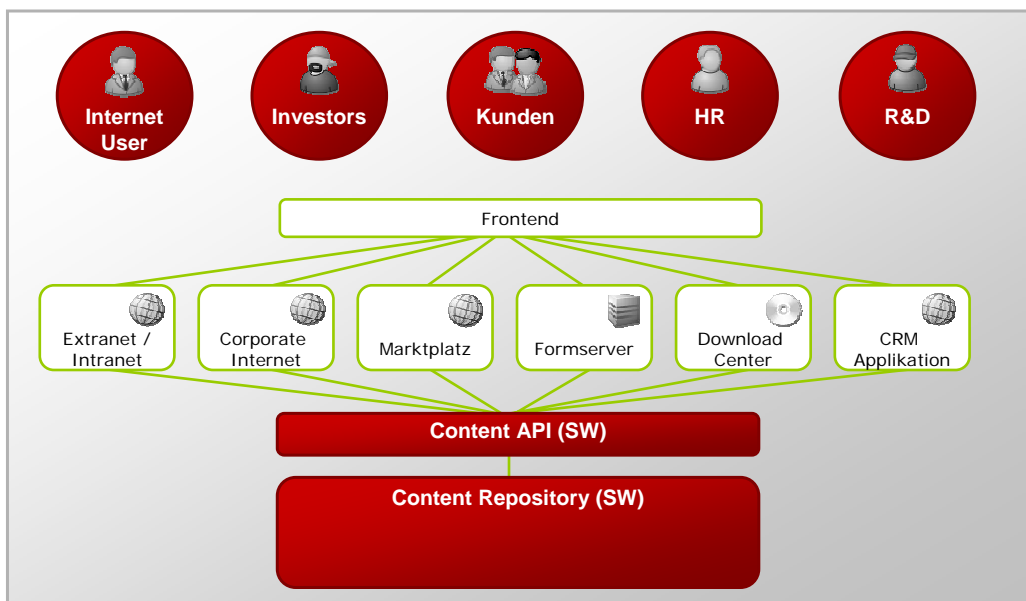 Internet
User
Investors
Kunden
HR
R&D
Frontend
Extranet /
Intranet
Corporate
Internet
Marktplatz
Formserver
Download
Center
CRM
Applikation
Content API (SW)
Content Repository (SW)